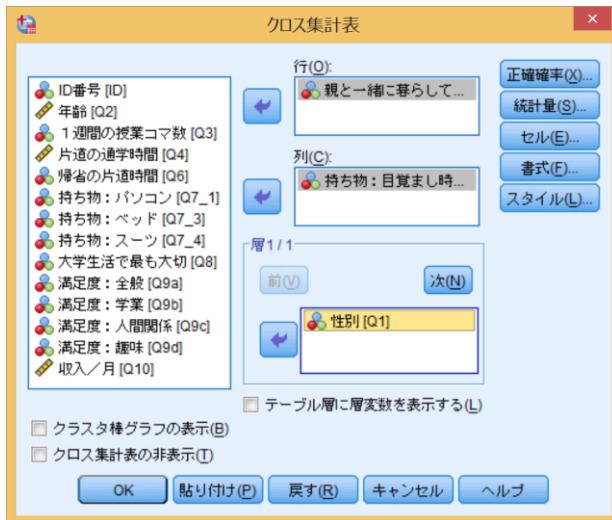 クロス集計表
×
ID番号 [ID]
年齢 [Q2]
１週間の授業コマ数 [Q3]
片道の通学時間 [Q4]
帰省の片道時間 [Q6]
持ち物：パソコン [Q7_1]
持ち物：ベッド [Q7_3]
持ち物：スーツ [Q7_4]
大学生活で最も大切 [Q8]
満足度：全般 [Q9a]
満足度：学業 [Q9b]
満足度：人間関係 [Q9c]
満足度：趣味 [Q9d]
収入／月 [Q10]
行(O):
親と一緒に暮らして...
列(C):
持ち物：目覚まし時...
層1/1
前(V)
次(N)
性別 [Q1]
テーブル層に層変数を表示する(L)
正確確率(X)...
統計量(S)...
セル(E)...
書式(F)...
スタイル(L)...
クラスタ棒グラフの表示(B)
クロス集計表の非表示(T)
OK
貼り付け(P)
戻す(R)
キャンセル
ヘルプ